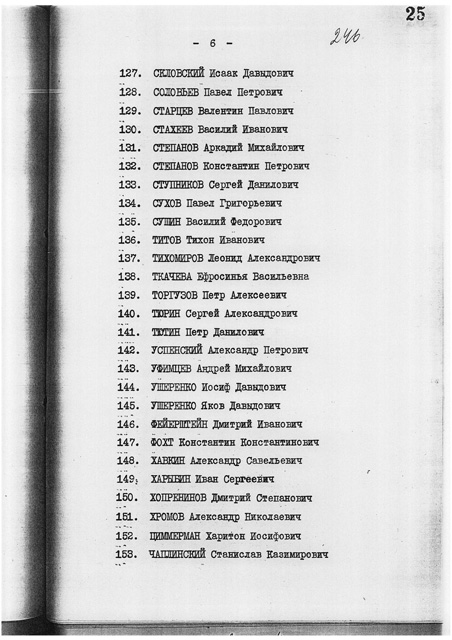 25
- 6 -
246
127. СКЛОВСКИЙ Исаак Давыдович
128. СОЛОВЬЕВ Павел Петрович
129. СТАРЦЕВ Валентин Павлович
130. СТАХЕЕВ Василий Иванович
131. СТЕПАНОВ Аркадий Михайлович
132. СТЕПАНОВ Константин Петрович
133. СТУПНИКОВ Сергей Данилович
134. СУХОВ Павел Григорьевич
135. СУШИН Василий Федорович
136. ТИТОВ Тихон Иванович
137. ТИХОМИРОВ Леонид Александрович
138. ТКАЧЕВА Ефросинья Васильевна
139. ТОРГУЗОВ Петр Алексеевич
140. ТЮРИН Сергей Александрович
141. ТЮТИН Петр Данилович
142. УСПЕНСКИЙ Александр Петрович
143. УФИМЦЕВ Андрей Михайлович
144. УШЕРЕНКО Иосиф Давыдович
145. УШЕРЕНКО Яков Давыдович
146. ФЕЙЕРШТЕЙН Дмитрий Иванович
147. ФОХТ Константин Константинович
148. ХАВКИН Александр Савельевич
149. ХАРЫБИН Иван Сергеевич
150. ХОПРЕНИНОВ Дмитрий Степанович
151. ХРОМОВ Александр Николаевич
152. ЦИММЕРМАН Харитон Иосифович
153. ЧАПЛИНСКИЙ Станислав Казимирович